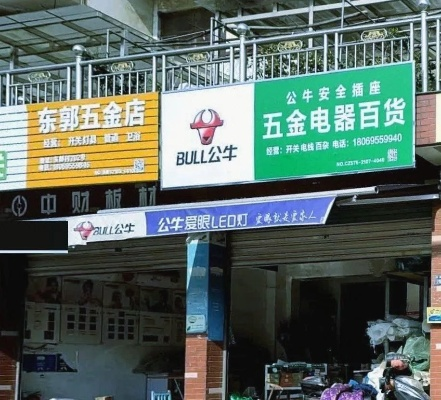 东郭五金店
经营：开关 灯具 管道 卫浴
BULL公牛
公牛安全插座
五金电器百货
经营：开关 电线 百杂 电话：18069559940
中财板材
BULL公牛
公牛爱眼LED灯